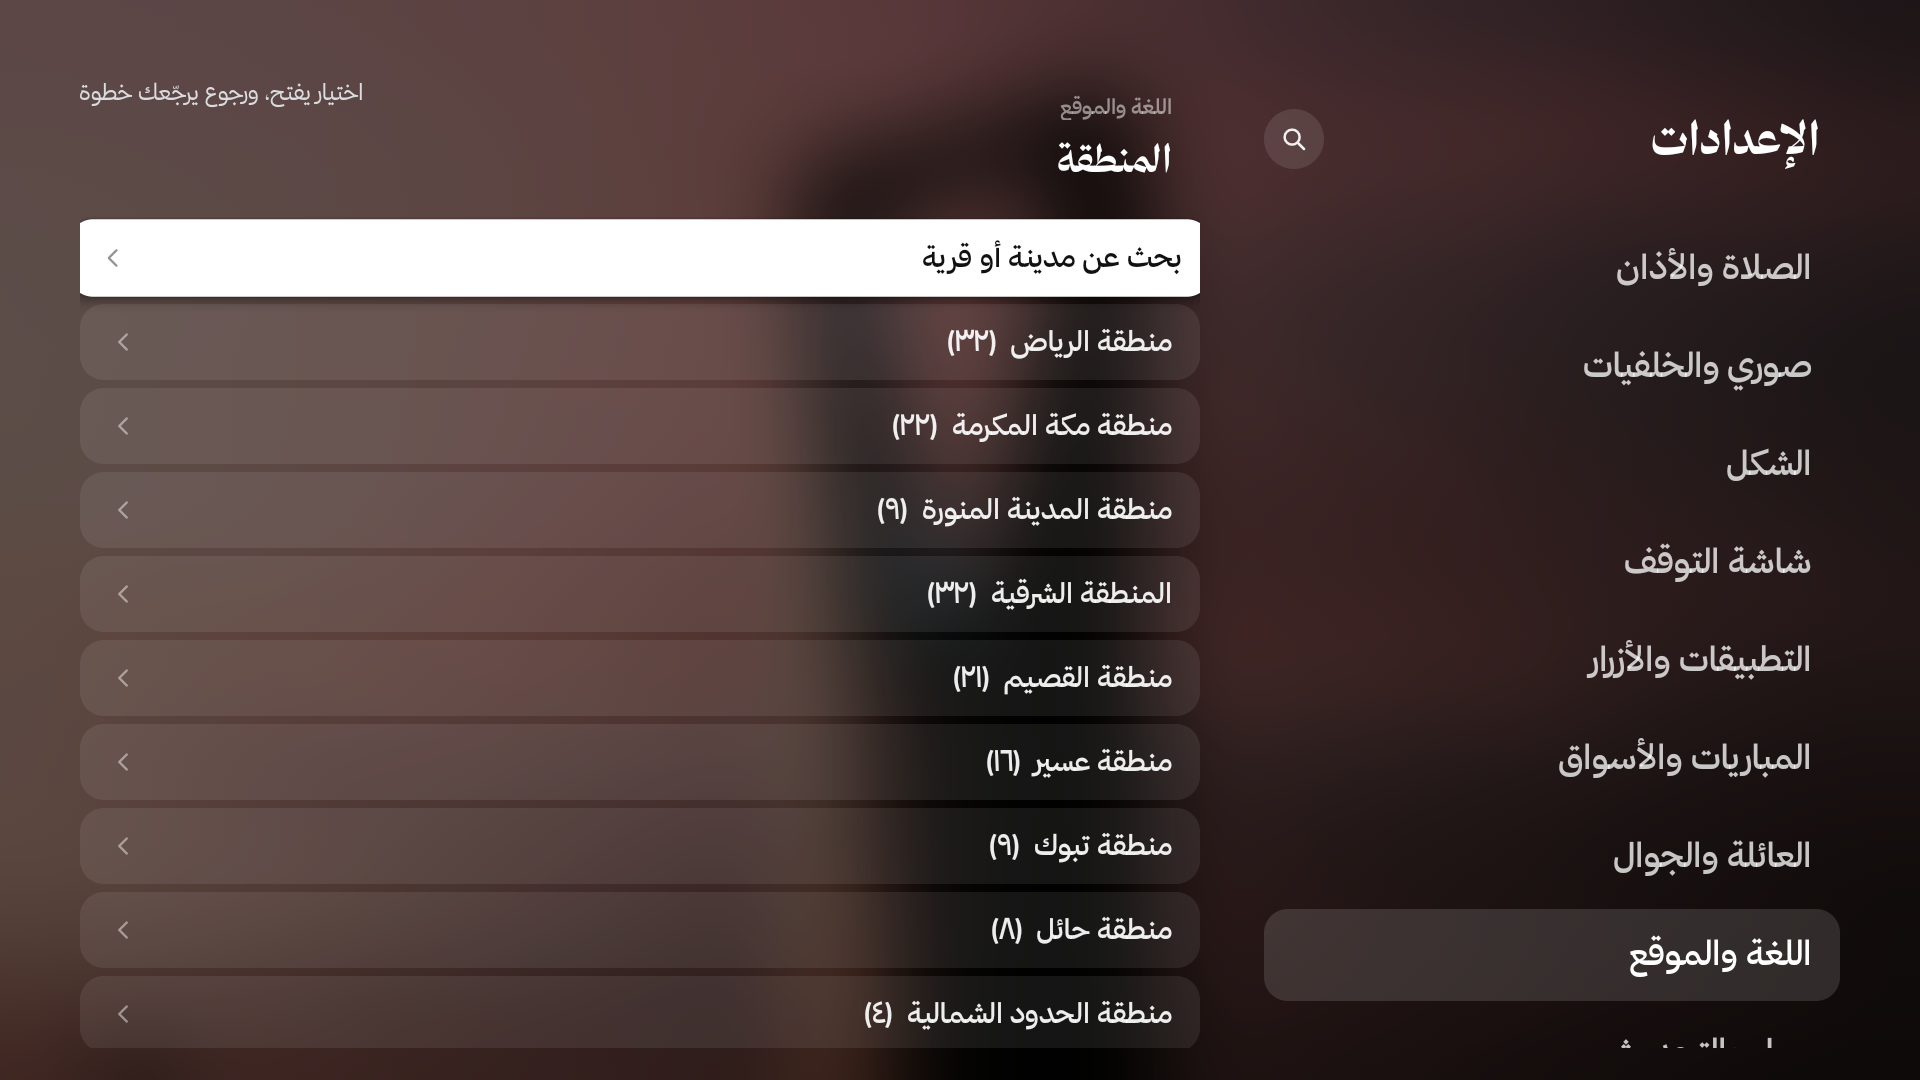 الإعدادات
الصلاة والأذان
صوري والخلفيات
الشكل
شاشة التوقف
التطبيقات والأزرار
المباريات والأسواق
العائلة والجوال
اللغة والموقع
اختيار يفتح، ورجوع يرجّعك خطوة
اللغة والموقع
المنطقة
بحث عن مدينة أو قرية
منطقة الرياض (٣٢)
منطقة مكة المكرمة (٢٢)
منطقة المدينة المنورة (٩)
المنطقة الشرقية (٣٢)
منطقة القصيم (٢١)
منطقة عسير (١٦)
منطقة تبوك (٩)
منطقة حائل (٨)
منطقة الحدود الشمالية (٤)